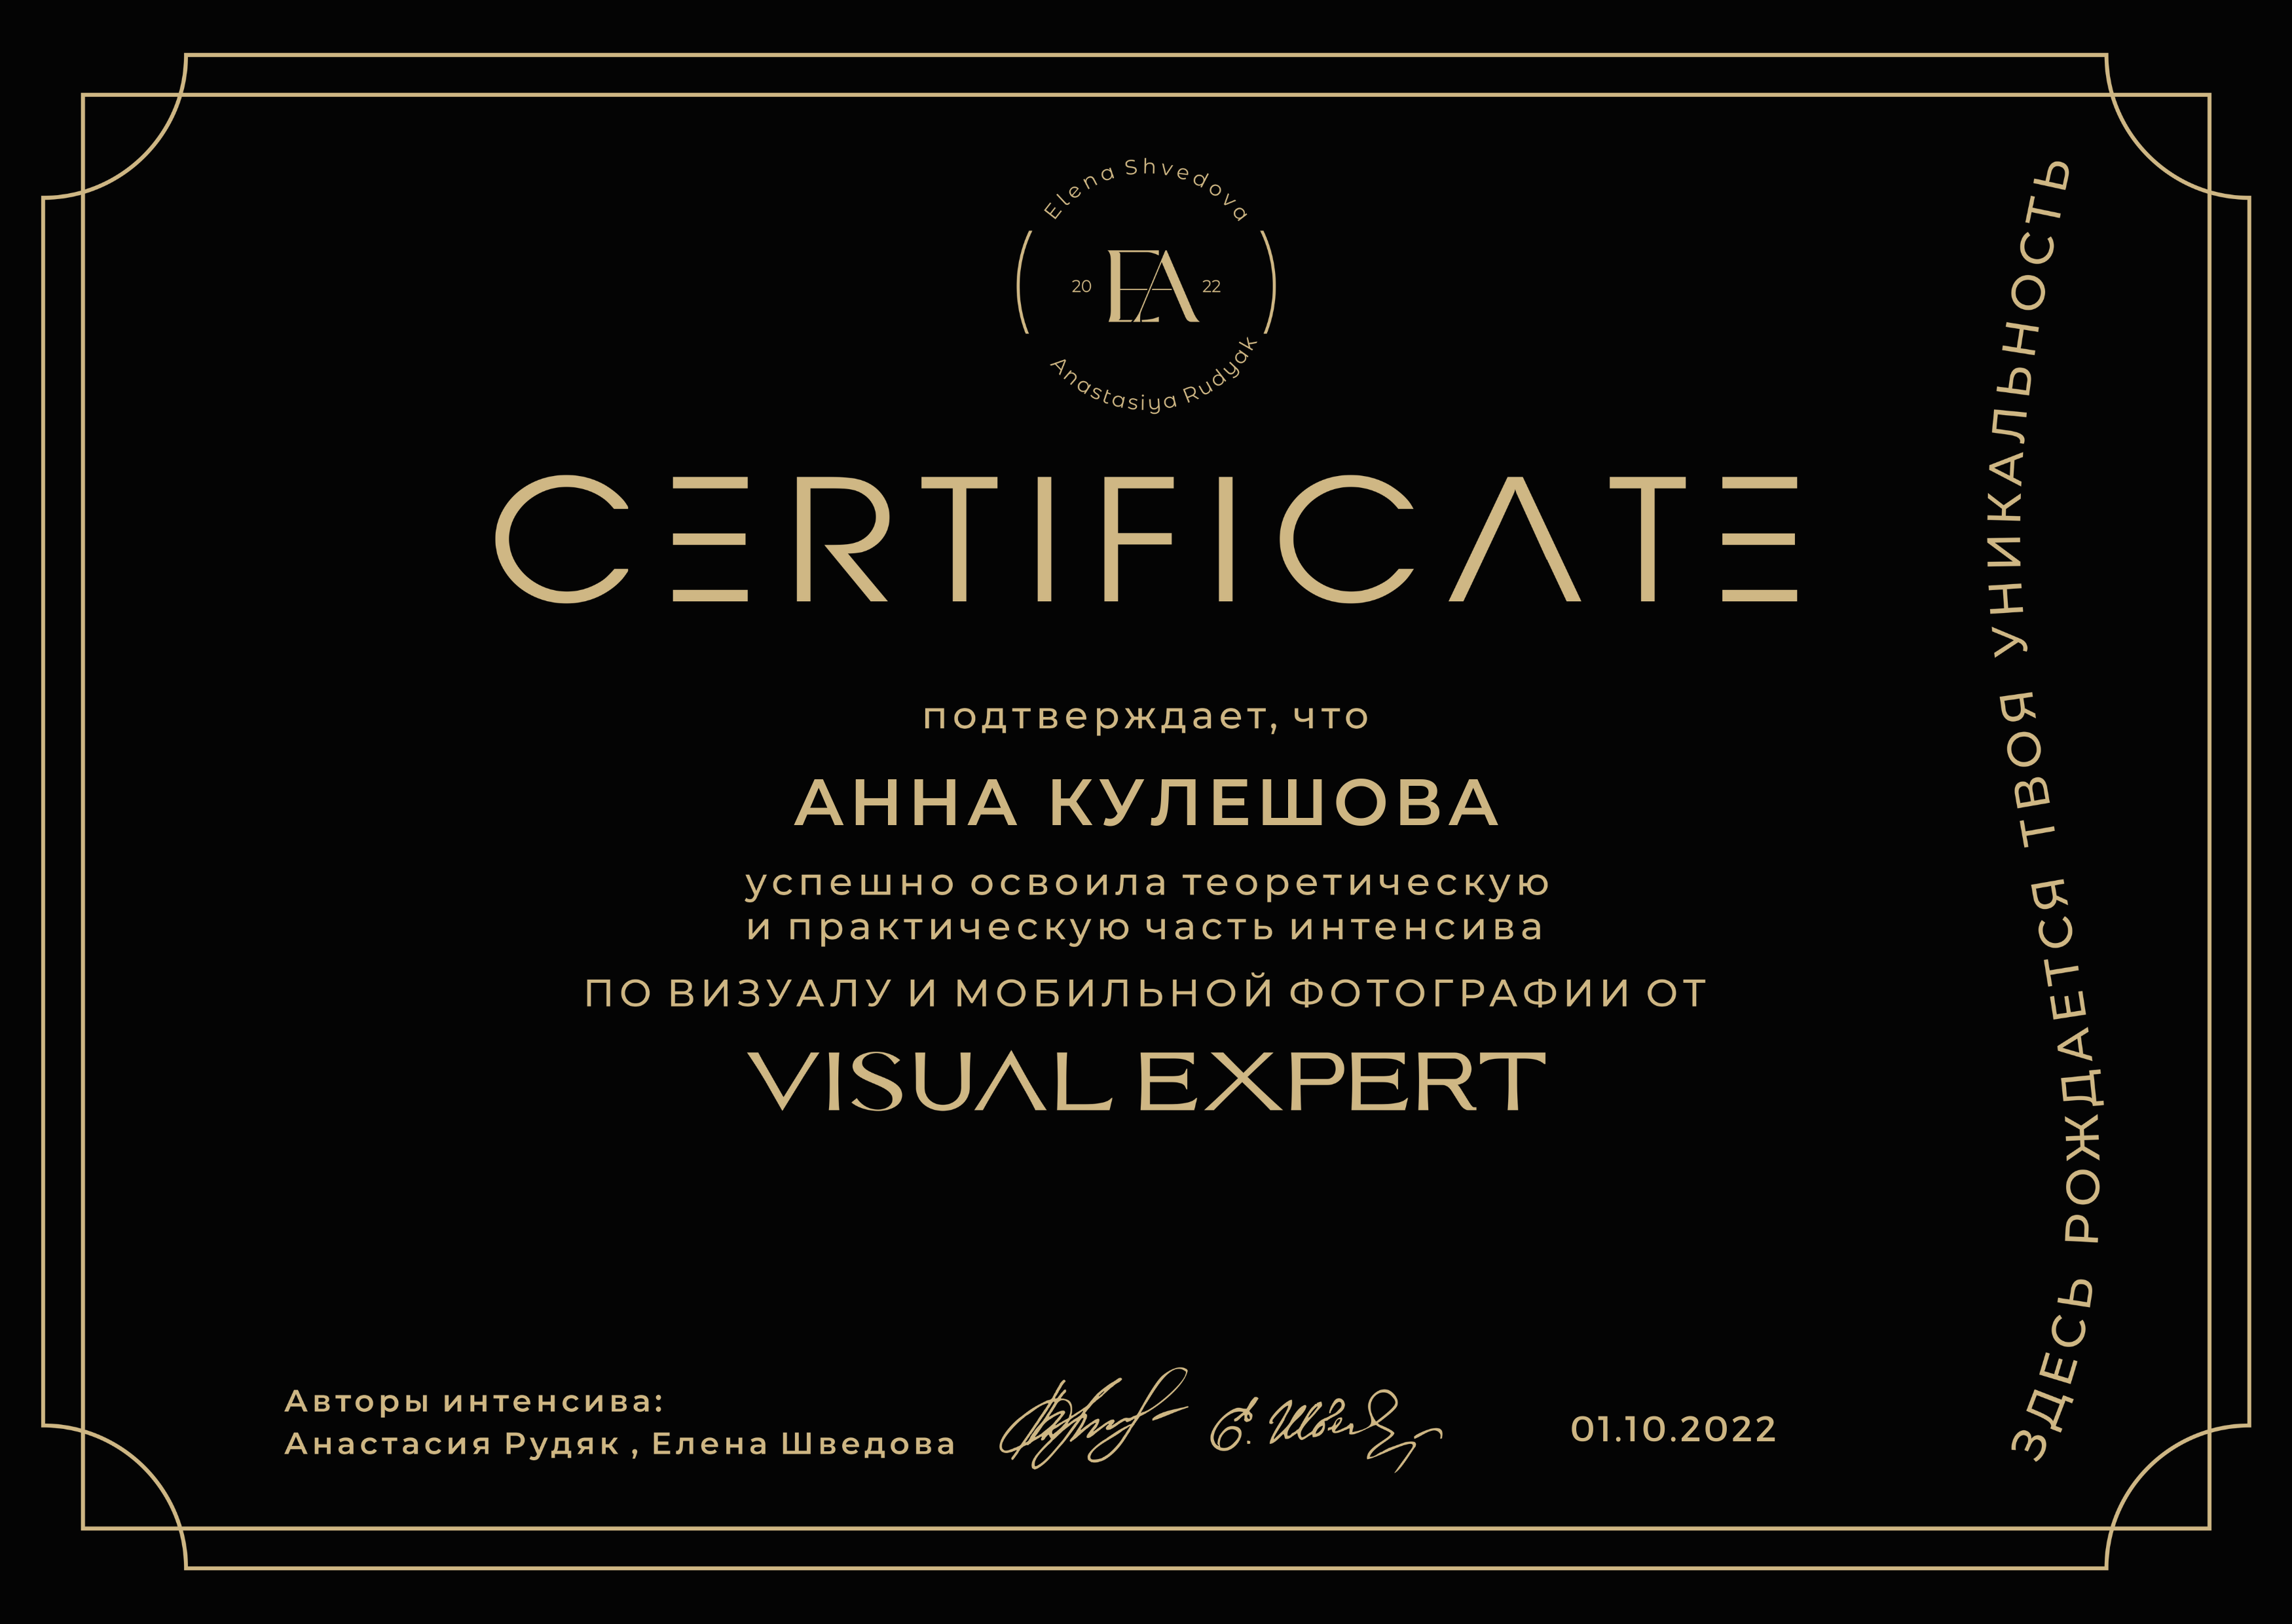 Elena Shvedova
20 EA 22
Anastasiya Rudyak
CERTIFICATE
подтверждает, что
АННА КУЛЕШОВА
успешно освоила теоретическую
и практическую часть интенсива
ПО ВИЗУАЛУ И МОБИЛЬНОЙ ФОТОГРАФИИ ОТ
VISUAL EXPERT
Авторы интенсива:
Анастасия Рудяк , Елена Шведова
01.10.2022
ЗДЕСЬ РОЖДАЕТСЯ ТВОЯ УНИКАЛЬНОСТЬ